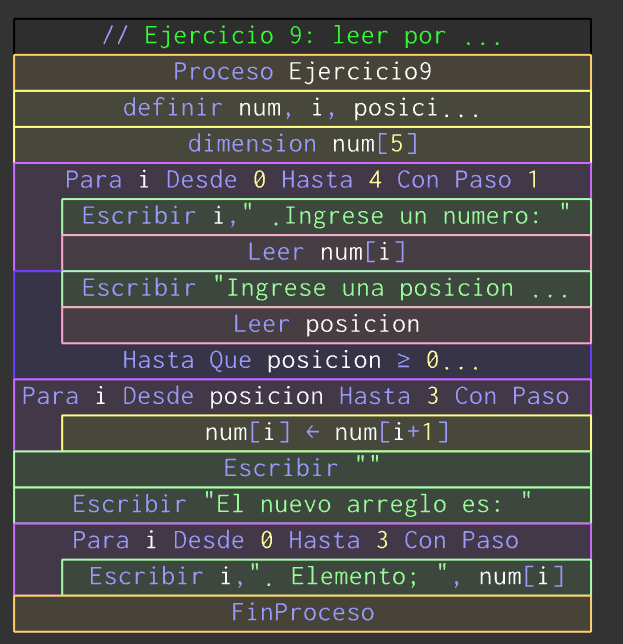 // Ejercicio 9: leer por ...
Proceso Ejercicio9
definir num, i, posici...
dimension num[5]
Para i Desde 0 Hasta 4 Con Paso 1
Escribir i," .Ingrese un numero: "
Leer num[i]
Escribir "Ingrese una posicion ...
Leer posicion
Hasta Que posicion ≥ 0...
Para i Desde posicion Hasta 3 Con Paso
num[i] ← num[i+1]
Escribir ""
Escribir "El nuevo arreglo es: "
Para i Desde 0 Hasta 3 Con Paso
Escribir i,". Elemento; ", num[i]
FinProceso